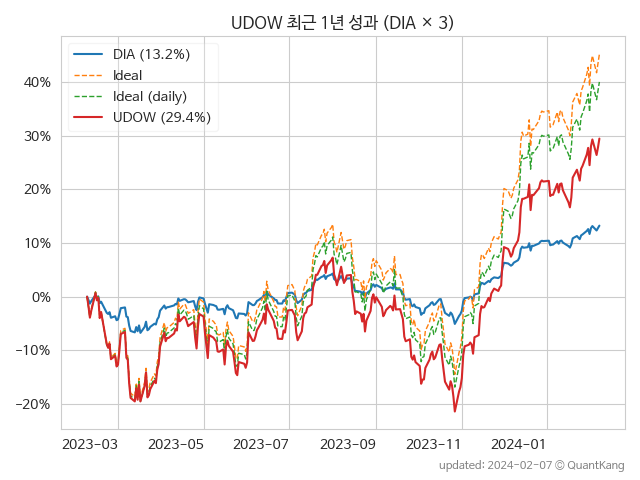 UDOW 최근 1년 성과 (DIA × 3)
DIA (13.2%)
Ideal
Ideal (daily)
UDOW (29.4%)
40%
30%
20%
10%
0%
−10%
−20%
2023-03
2023-05
2023-07
2023-09
2023-11
2024-01
updated: 2024-02-07 © QuantKang